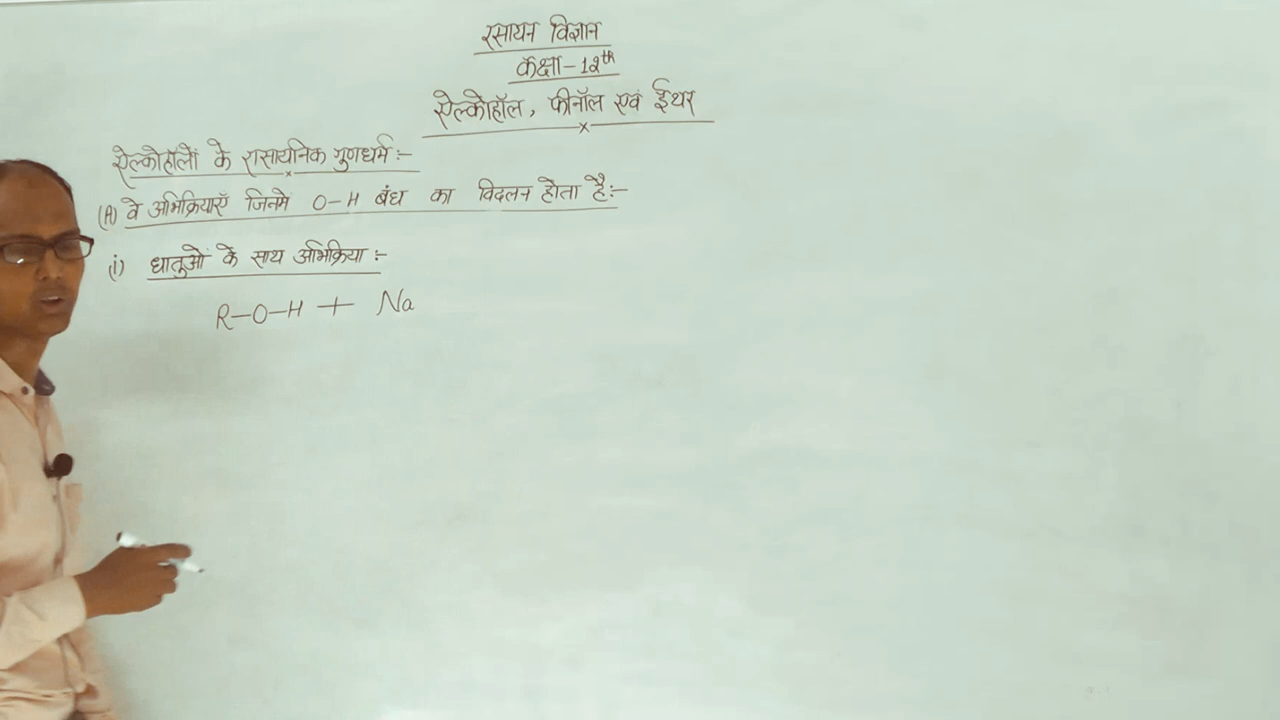 रसायन विज्ञान
कक्षा - 12th
ऐल्कोहॉल, फीनॉल एवं ईथर
ऐल्कोहॉलों के रासायनिक गुणधर्म :-
(A) वे अभिक्रियाएँ जिनमे O-H बंध का विदलन होता है:-
(i) धातुओं के साथ अभिक्रिया :-
R-O-H + Na